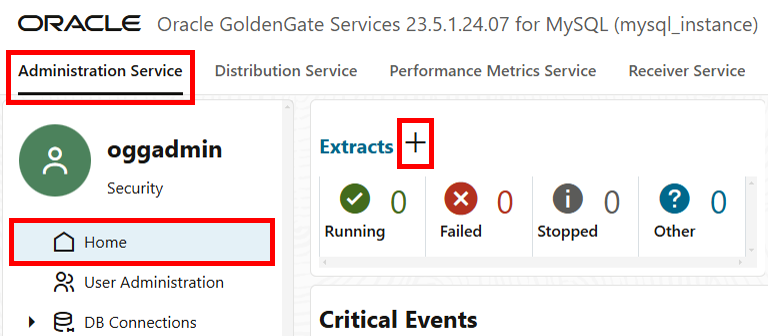 ORACLE Oracle GoldenGate Services 23.5.1.24.07 for MySQL (mysql_instance)
Administration Service Distribution Service Performance Metrics Service Receiver Service
oggadmin
Security
Home
User Administration
DB Connections
Extracts +
0 0 0 ? 0
Running Failed Stopped Other
Critical Events